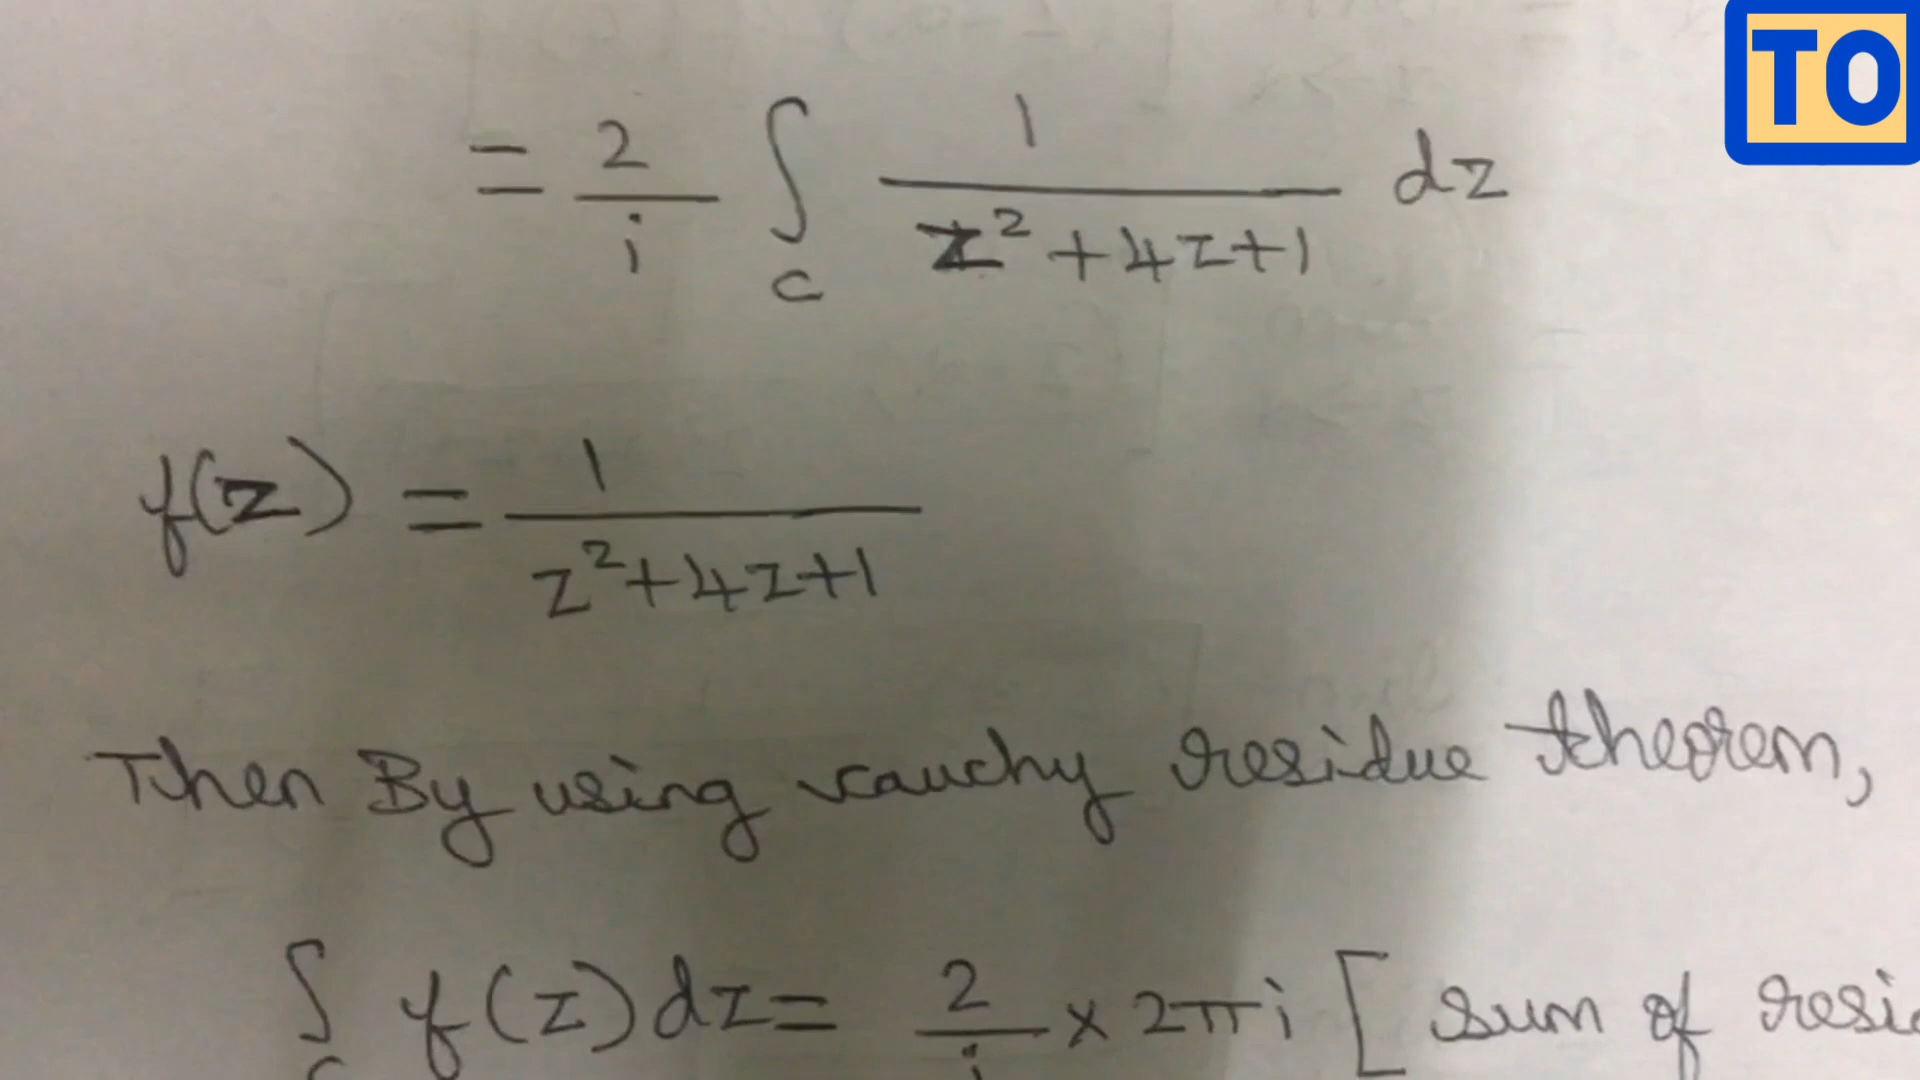 TO
= 2/i ∫_C 1/(z²+4z+1) dz
f(z) = 1/(z²+4z+1)
Then By using cauchy residue theorem,
∫_C f(z)dz = 2/i × 2πi [sum of resi